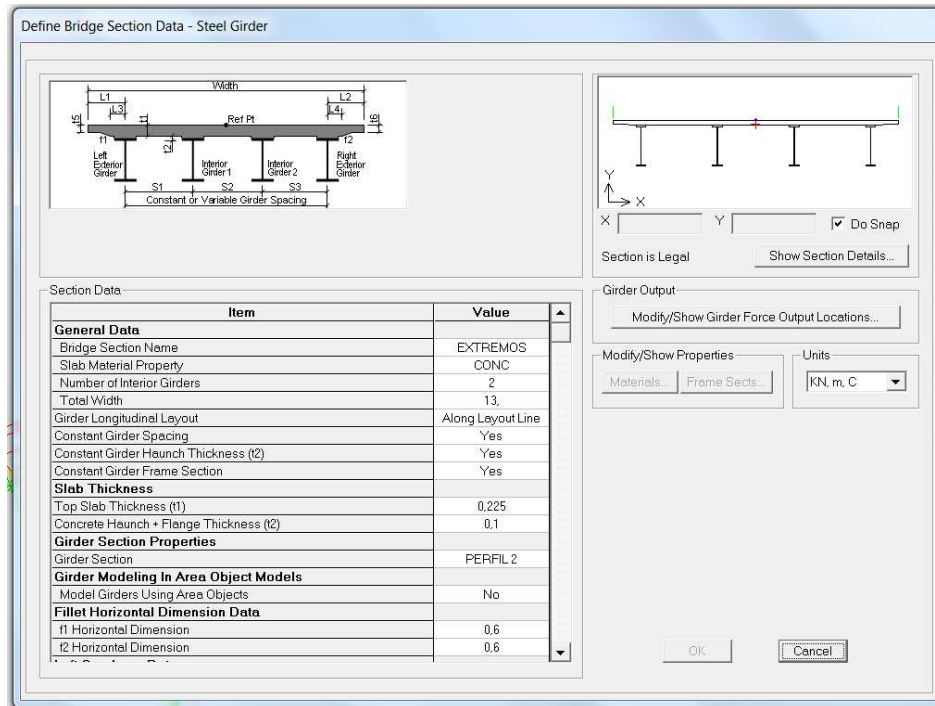 Define Bridge Section Data - Steel Girder
Width
L1
L2
L3
L4
t5
t1
Ref Pt
t6
f1
t2
f2
Left Exterior Girder
Interior Girder 1
Interior Girder 2
Right Exterior Girder
S1
S2
S3
Constant or Variable Girder Spacing
Y
X
X
Y
Do Snap
Section is Legal
Show Section Details...
Section Data
Item Value
General Data
Bridge Section Name EXTREMOS
Slab Material Property CONC
Number of Interior Girders 2
Total Width 13,
Girder Longitudinal Layout Along Layout Line
Constant Girder Spacing Yes
Constant Girder Haunch Thickness (t2) Yes
Constant Girder Frame Section Yes
Slab Thickness
Top Slab Thickness (t1) 0,225
Concrete Haunch + Flange Thickness (t2) 0,1
Girder Section Properties
Girder Section PERFIL 2
Girder Modeling In Area Object Models
Model Girders Using Area Objects No
Fillet Horizontal Dimension Data
f1 Horizontal Dimension 0,6
f2 Horizontal Dimension 0,6
Girder Output
Modify/Show Girder Force Output Locations...
Modify/Show Properties
Materials...
Frame Sects...
Units
KN, m, C
OK
Cancel